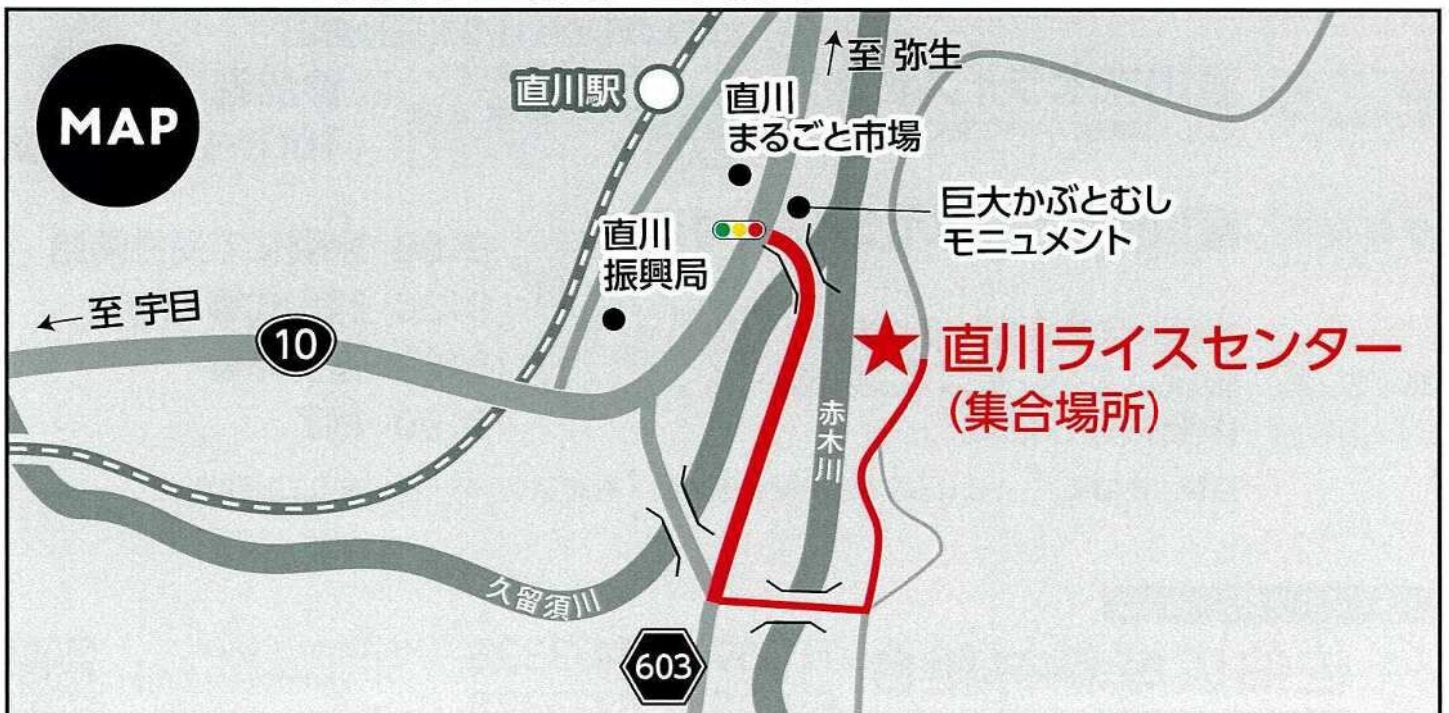 MAP
直川駅
↑至 弥生
直川
まるごと市場
巨大かぶとむし
モニュメント
直川
振興局
←至 宇目
10
直川ライスセンター
(集合場所)
赤木川
久留須川
603